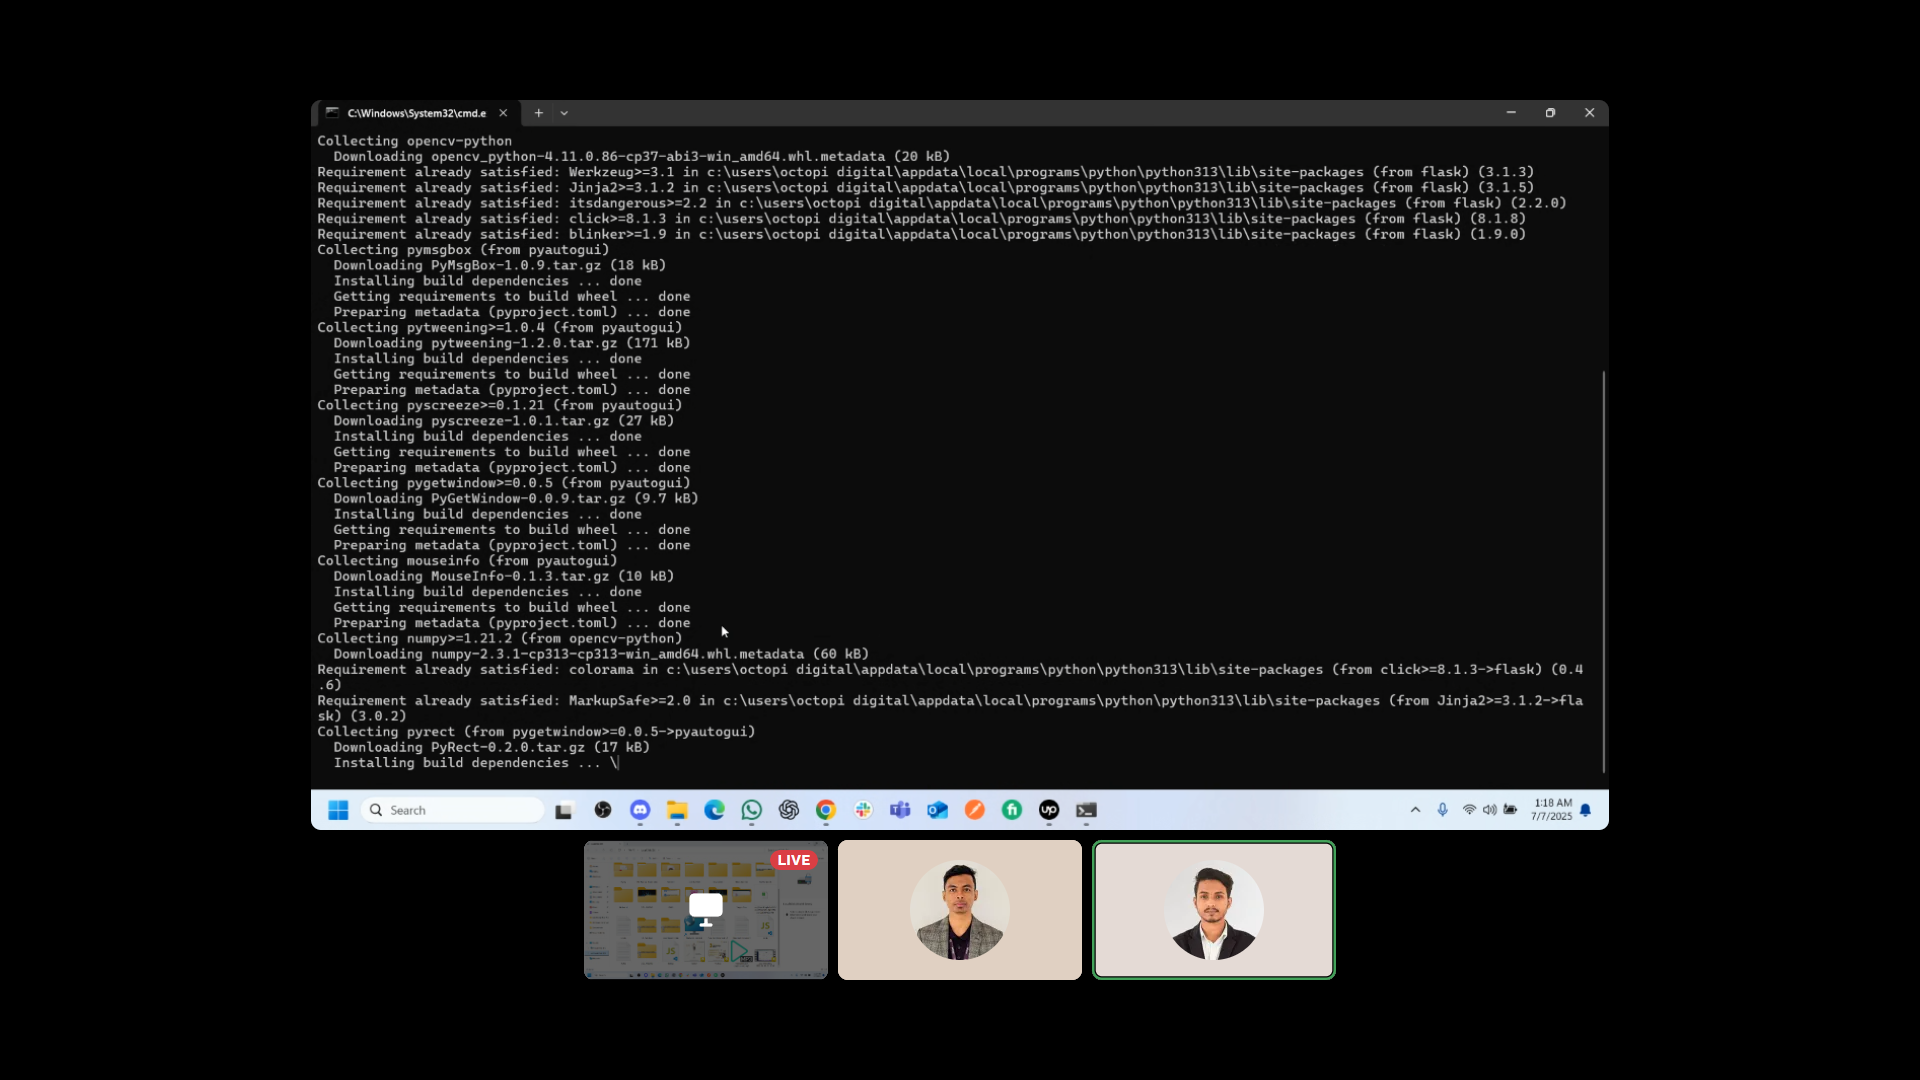 C:\Windows\System32\cmd.e
Collecting opencv-python
Downloading opencv_python-4.11.0.86-cp37-abi3-win_amd64.whl.metadata (20 kB)
Requirement already satisfied: Werkzeug>=3.1 in c:\users\octopi digital\appdata\local\programs\python\python313\lib\site-packages (from flask) (3.1.3)
Requirement already satisfied: Jinja2>=3.1.2 in c:\users\octopi digital\appdata\local\programs\python\python313\lib\site-packages (from flask) (3.1.5)
Requirement already satisfied: itsdangerous>=2.2 in c:\users\octopi digital\appdata\local\programs\python\python313\lib\site-packages (from flask) (2.2.0)
Requirement already satisfied: click>=8.1.3 in c:\users\octopi digital\appdata\local\programs\python\python313\lib\site-packages (from flask) (8.1.8)
Requirement already satisfied: blinker>=1.9 in c:\users\octopi digital\appdata\local\programs\python\python313\lib\site-packages (from flask) (1.9.0)
Collecting pymsgbox (from pyautogui)
Downloading PyMsgBox-1.0.9.tar.gz (18 kB)
Installing build dependencies ... done
Getting requirements to build wheel ... done
Preparing metadata (pyproject.toml) ... done
Collecting pytweening>=1.0.4 (from pyautogui)
Downloading pytweening-1.2.0.tar.gz (171 kB)
Installing build dependencies ... done
Getting requirements to build wheel ... done
Preparing metadata (pyproject.toml) ... done
Collecting pyscreeze>=0.1.21 (from pyautogui)
Downloading pyscreeze-1.0.1.tar.gz (27 kB)
Installing build dependencies ... done
Getting requirements to build wheel ... done
Preparing metadata (pyproject.toml) ... done
Collecting pygetwindow>=0.0.5 (from pyautogui)
Downloading PyGetWindow-0.0.9.tar.gz (9.7 kB)
Installing build dependencies ... done
Getting requirements to build wheel ... done
Preparing metadata (pyproject.toml) ... done
Collecting mouseinfo (from pyautogui)
Downloading MouseInfo-0.1.3.tar.gz (10 kB)
Installing build dependencies ... done
Getting requirements to build wheel ... done
Preparing metadata (pyproject.toml) ... done
Collecting numpy>=1.21.2 (from opencv-python)
Downloading numpy-2.3.1-cp313-cp313-win_amd64.whl.metadata (60 kB)
Requirement already satisfied: colorama in c:\users\octopi digital\appdata\local\programs\python\python313\lib\site-packages (from click>=8.1.3->flask) (0.4
.6)
Requirement already satisfied: MarkupSafe>=2.0 in c:\users\octopi digital\appdata\local\programs\python\python313\lib\site-packages (from Jinja2>=3.1.2->fla
sk) (3.0.2)
Collecting pyrect (from pygetwindow>=0.0.5->pyautogui)
Downloading PyRect-0.2.0.tar.gz (17 kB)
Installing build dependencies ... \
Search
up
1:18 AM
7/7/2025
LIVE